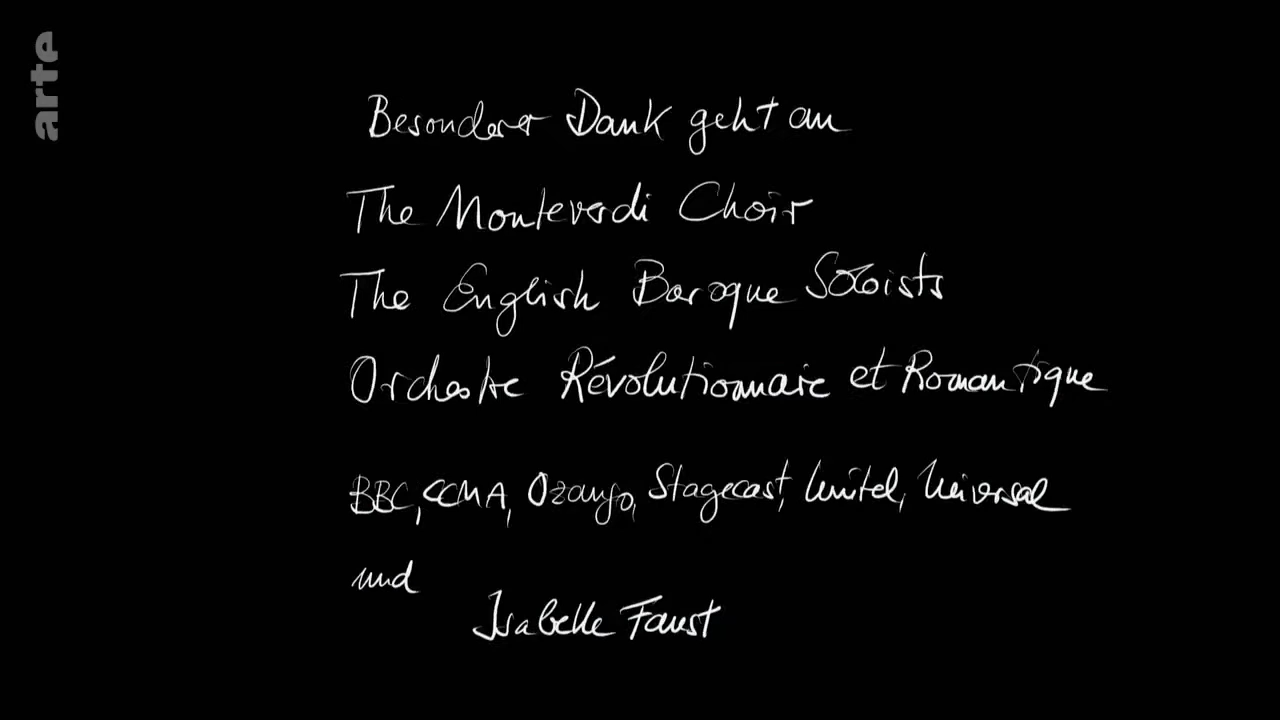 arte
Besonderer Dank geht an
The Monteverdi Choir
The English Baroque Soloists
Orchestre Révolutionnaire et Romantique
BBC, CCMA, Ozango, Stagecast, Unitel, Universal
und
Isabelle Faust